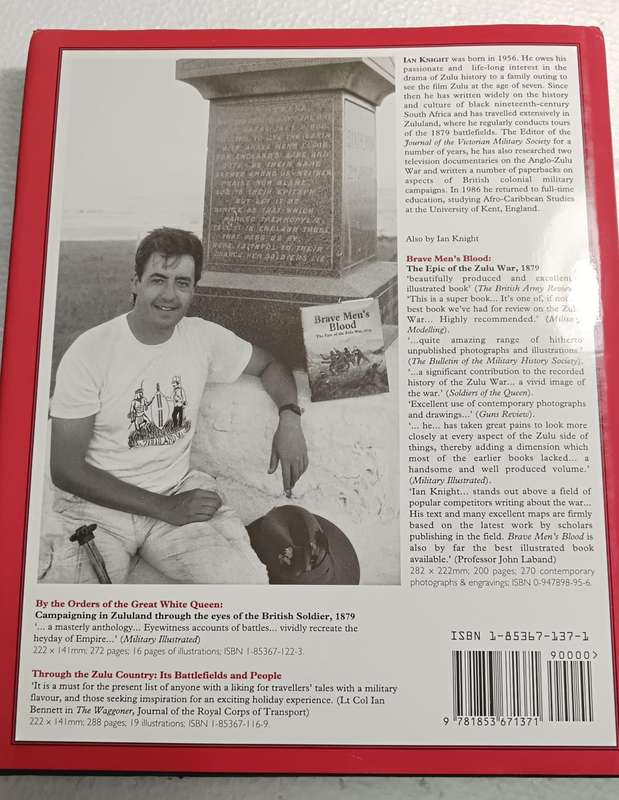 IAN KNIGHT was born in 1956. He owes his
passionate and life-long interest in the
drama of Zulu history to a family outing to
see the film Zulu at the age of seven. Since
then he has written widely on the history
and culture of black nineteenth-century
South Africa and has travelled extensively in
Zululand, where he regularly conducts tours
of the 1879 battlefields. The Editor of the
Journal of the Victorian Military Society for a
number of years, he has also researched two
television documentaries on the Anglo-Zulu
War and written a number of paperbacks on
aspects of British colonial military
campaigns. In 1986 he returned to full-time
education, studying Afro-Caribbean Studies
at the University of Kent, England.
Also by Ian Knight
Brave Men's Blood:
The Epic of the Zulu War, 1879
'beautifully produced and excellent
illustrated book' (The British Army Review
'This is a super book... It's one of, if not
best book we've had for review on the Zulu
War... Highly recommended.' (Military
Modelling).
'...quite amazing range of hitherto
unpublished photographs and illustrations.'
(The Bulletin of the Military History Society).
'...a significant contribution to the recorded
history of the Zulu War... a vivid image of
the war.' (Soldiers of the Queen).
'Excellent use of contemporary photographs
and drawings...' (Guns Review).
'... he... has taken great pains to look more
closely at every aspect of the Zulu side of
things, thereby adding a dimension which
most of the earlier books lacked... a
handsome and well produced volume.'
(Military Illustrated).
'Ian Knight... stands out above a field of
popular competitors writing about the war...
His text and many excellent maps are firmly
based on the latest work by scholars
publishing in the field. Brave Men's Blood is
also by far the best illustrated book
available.' (Professor John Laband)
282 x 222mm; 200 pages; 270 contemporary
photographs & engravings; ISBN 0-947898-95-6.
Brave Men's
Blood
The Epic of the Zulu War, 1879
By the Orders of the Great White Queen:
Campaigning in Zululand through the eyes of the British Soldier, 1879
'... a masterly anthology... Eyewitness accounts of battles... vividly recreate the
heyday of Empire...' (Military Illustrated)
222 x 141mm; 272 pages; 16 pages of illustrations; ISBN 1-85367-122-3.
Through the Zulu Country: Its Battlefields and People
'It is a must for the present list of anyone with a liking for travellers' tales with a military
flavour, and those seeking imspiration for an exciting holiday experience. (Lt Col Ian
Bennett in The Waggoner, Journal of the Royal Corps of Transport)
222 x 141mm; 288 pages; 19 illustrations; ISBN 1-85367-116-9.
ISBN 1-85367-137-1
90000>
9 781853 671371